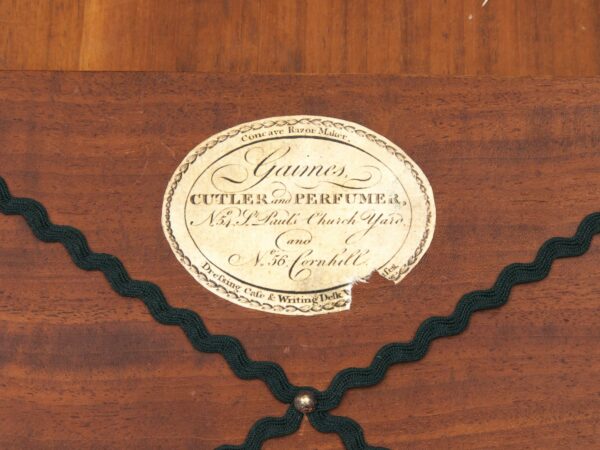 Concave Razor Maker
Gaimes,
CUTLER and PERFUMER,
No. 54, St. Paul's Church Yard
and
No. 56 Cornhill.
Dreſsing Caſe & Writing Deſk